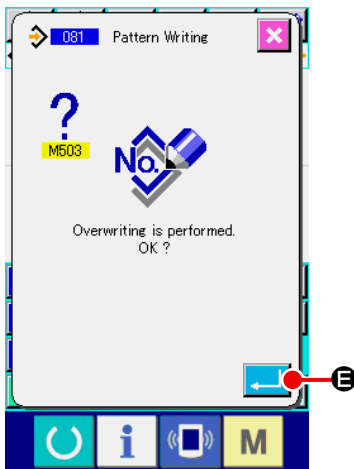 081 Pattern Writing
M503
No.
Overwriting is performed.
OK ?
E
i
M